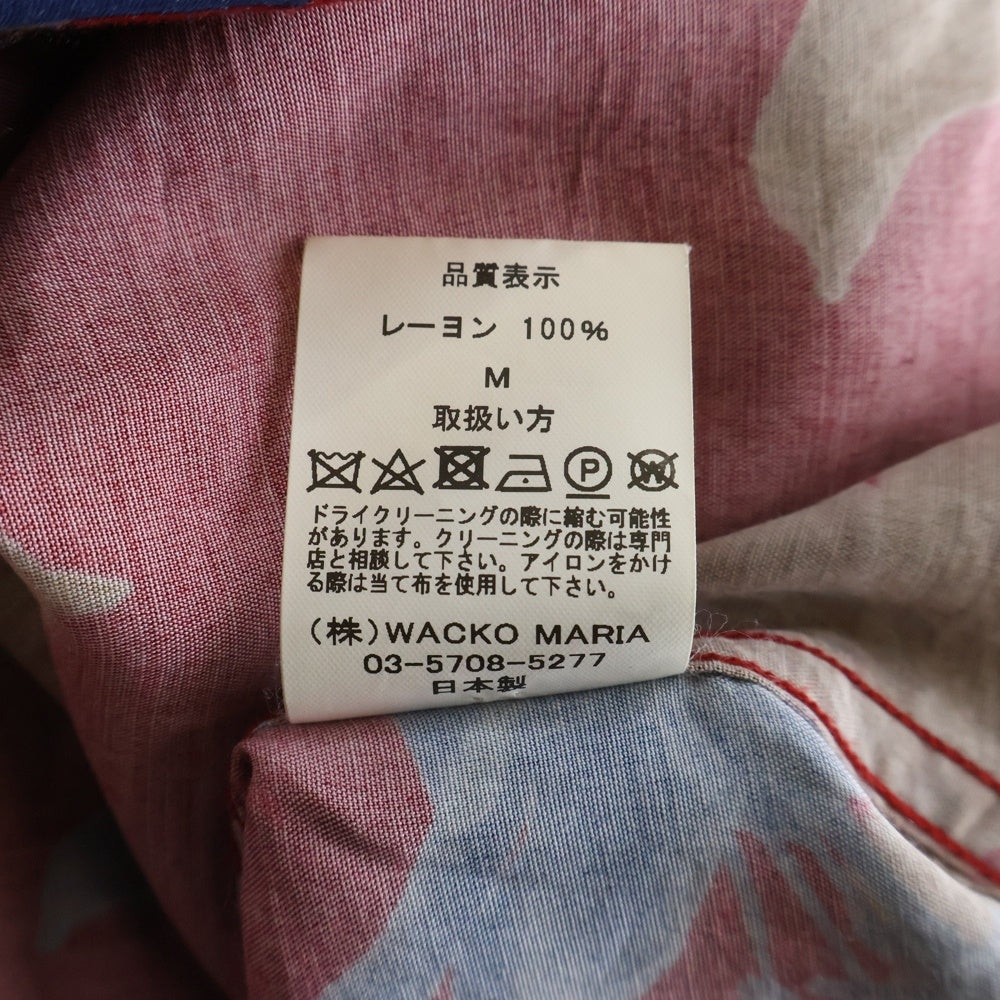 品質表示
レーヨン 100%
M
取扱い方
P W
ドライクリーニングの際に縮む可能性
があります。クリーニングの際は専門
店と相談して下さい。アイロンをかけ
る際は当て布を使用して下さい。
(株)WACKO MARIA
03-5708-5277
日本製